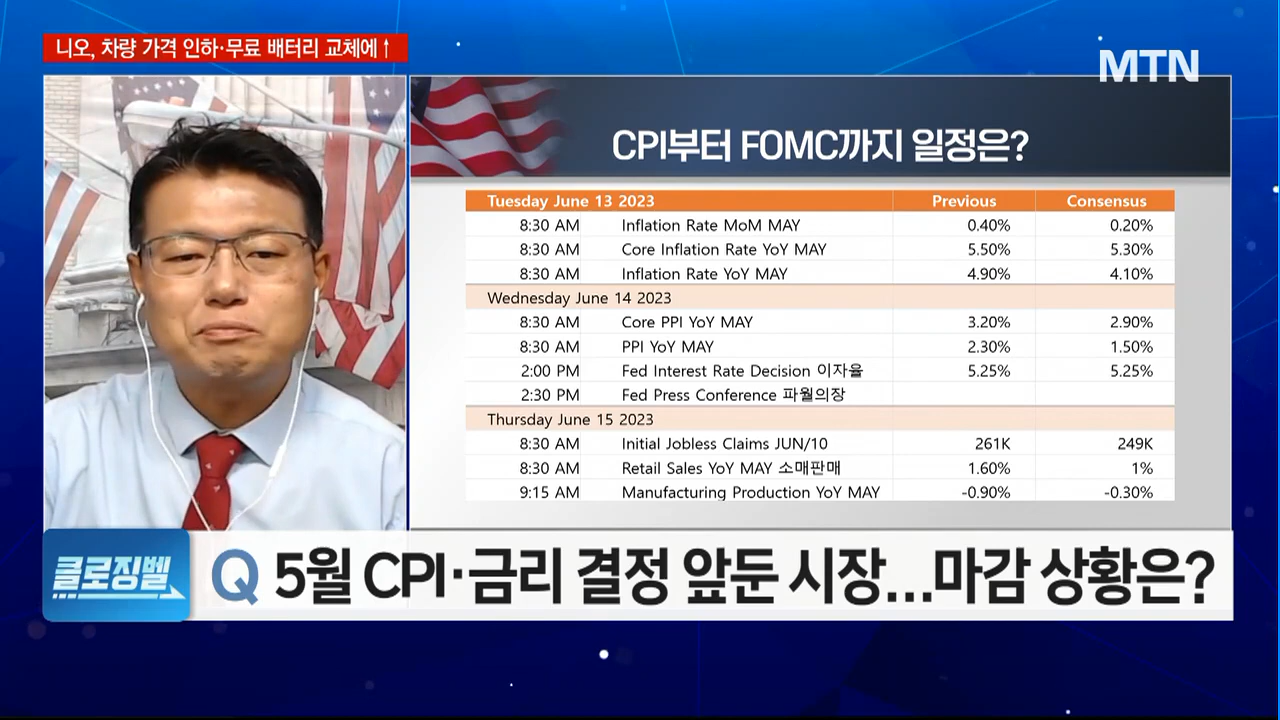 니오, 차량 가격 인하·무료 배터리 교체에↑
MTN
CPI부터 FOMC까지 일정은?
Tuesday June 13 2023 Previous Consensus
8:30 AM Inflation Rate MoM MAY 0.40% 0.20%
8:30 AM Core Inflation Rate YoY MAY 5.50% 5.30%
8:30 AM Inflation Rate YoY MAY 4.90% 4.10%
Wednesday June 14 2023
8:30 AM Core PPI YoY MAY 3.20% 2.90%
8:30 AM PPI YoY MAY 2.30% 1.50%
2:00 PM Fed Interest Rate Decision 이자율 5.25% 5.25%
2:30 PM Fed Press Conference 파월의장
Thursday June 15 2023
8:30 AM Initial Jobless Claims JUN/10 261K 249K
8:30 AM Retail Sales YoY MAY 소매판매 1.60% 1%
9:15 AM Manufacturing Production YoY MAY -0.90% -0.30%
클로징벨
Q 5월 CPI·금리 결정 앞둔 시장...마감 상황은?